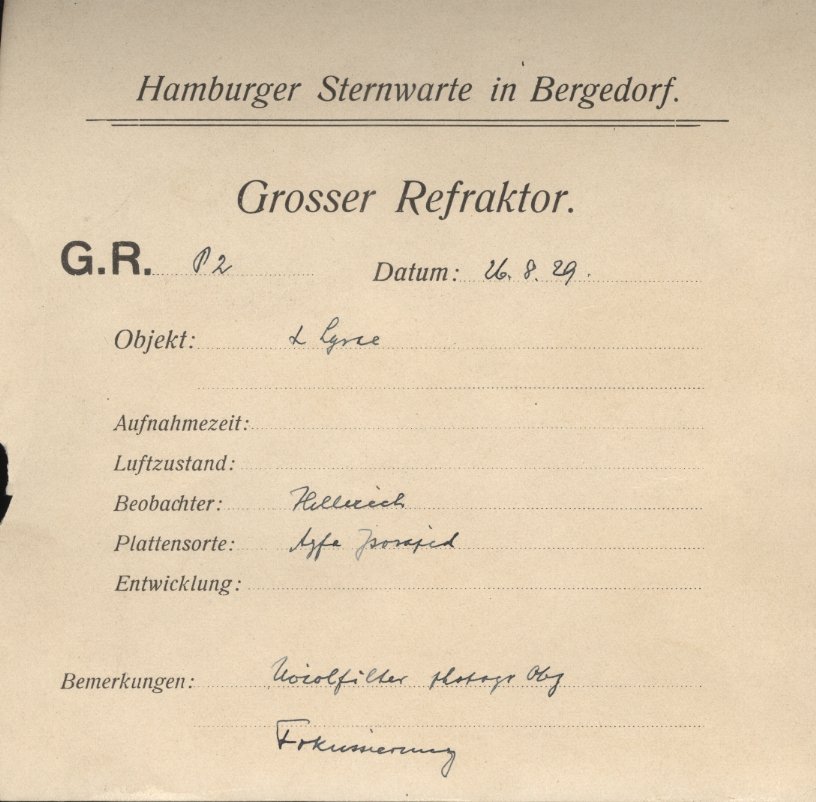 Hamburger Sternwarte in Bergedorf.
Grosser Refraktor.
G.R. P2 Datum: 26. 8. 29.
Objekt: α Lyrae
Aufnahmezeit:
Luftzustand:
Beobachter: Hellerich
Plattensorte: Agfa Isorapid
Entwicklung:
Bemerkungen: photogr Obj
Fokussierung